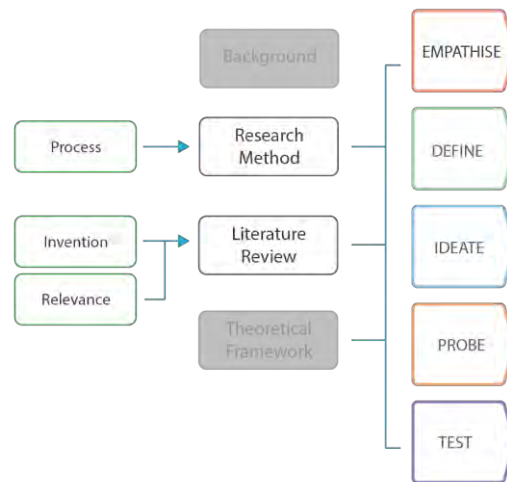 Background
EMPATHISE
Process
Research
Method
DEFINE
Invention
Literature
Review
IDEATE
Relevance
Theoretical
Framework
PROBE
TEST